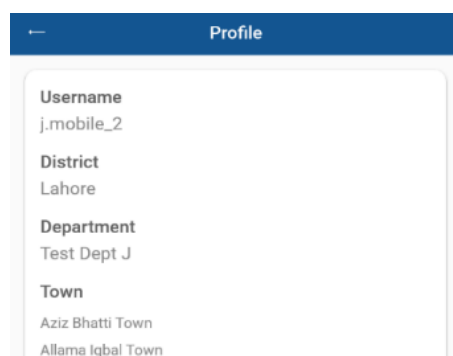 ←
Profile
Username
j.mobile_2
District
Lahore
Department
Test Dept J
Town
Aziz Bhatti Town
Allama Iqbal Town